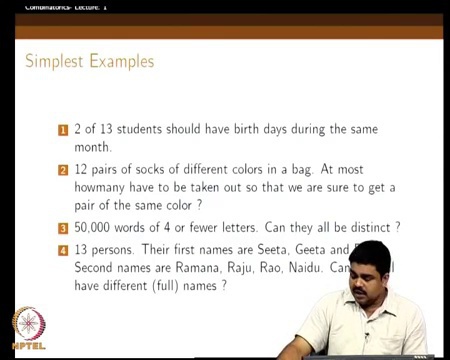 Combinatorics- Lecture: 1
Simplest Examples
1 2 of 13 students should have birth days during the same
month.
2 12 pairs of socks of different colors in a bag. At most
howmany have to be taken out so that we are sure to get a
pair of the same color ?
3 50,000 words of 4 or fewer letters. Can they all be distinct ?
4 13 persons. Their first names are Seeta, Geeta and
Second names are Ramana, Raju, Rao, Naidu.
have different (full) names ?
NPTEL